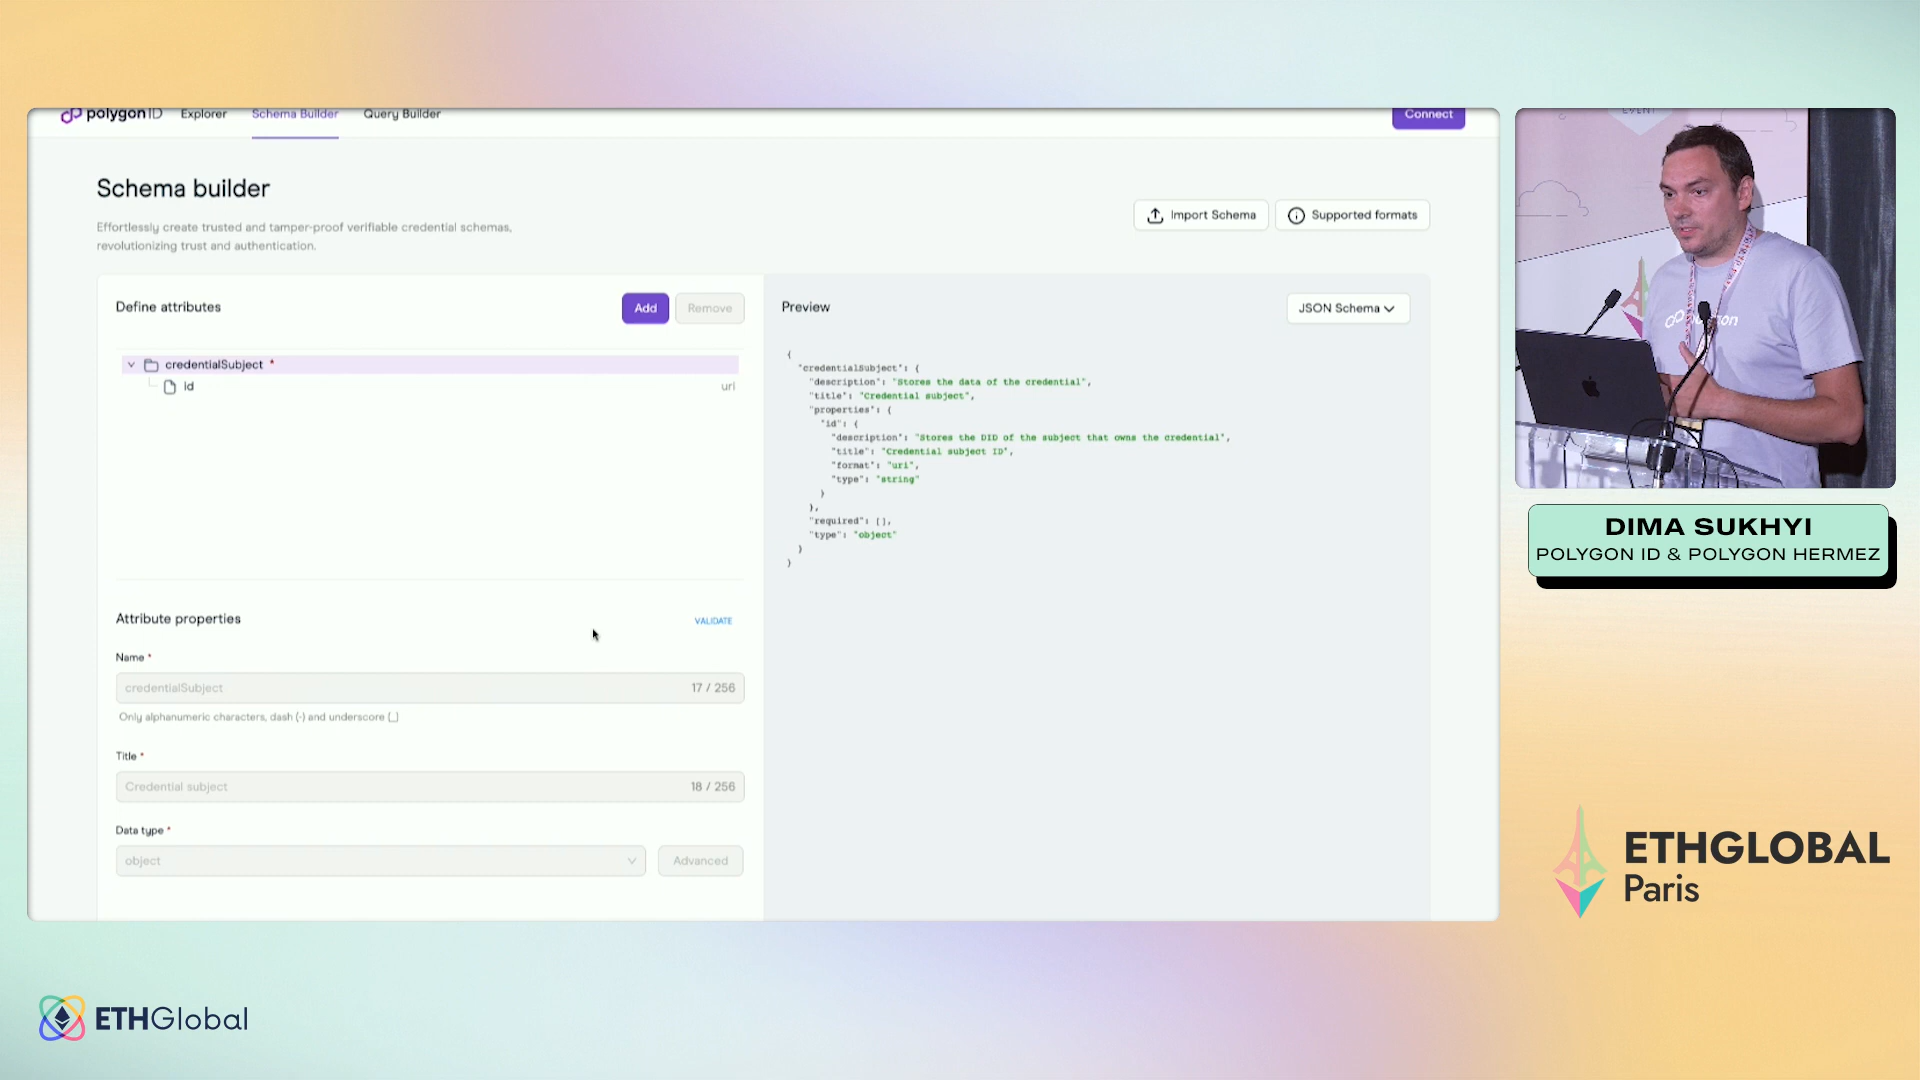 polygon ID
Explorer
Schema Builder
Query Builder
Connect
Schema builder
Effortlessly create trusted and tamper-proof verifiable credential schemas,
revolutionizing trust and authentication.
Import Schema
Supported formats
Define attributes
Add
Remove
credentialSubject *
id
uri
Attribute properties
VALIDATE
Name *
credentialSubject
17 / 256
Only alphanumeric characters, dash (-) and underscore (_)
Title *
Credential subject
18 / 256
Data type *
object
Advanced
Preview
JSON Schema
{
"credentialSubject": {
"description": "Stores the data of the credential",
"title": "Credential subject",
"properties": {
"id": {
"description": "Stores the DID of the subject that owns the credential",
"title": "Credential subject ID",
"format": "uri",
"type": "string"
}
},
"required": [],
"type": "object"
}
}
EVENT
DIMA SUKHYI
POLYGON ID & POLYGON HERMEZ
ETHGLOBAL
Paris
ETHGlobal